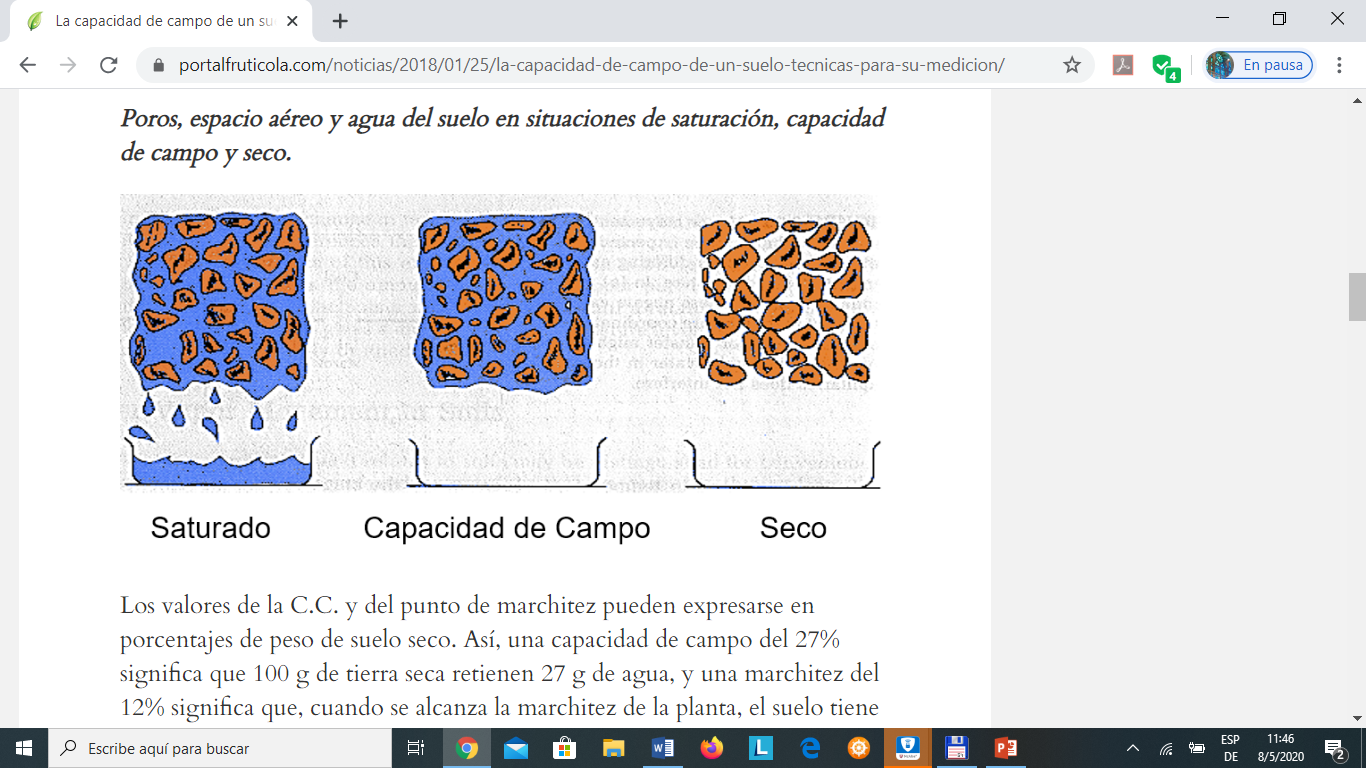 La capacidad de campo de un su
portalfruticola.com/noticias/2018/01/25/la-capacidad-de-campo-de-un-suelo-tecnicas-para-su-medicion/
4
En pausa
Poros, espacio aéreo y agua del suelo en situaciones de saturación, capacidad
de campo y seco.
Saturado
Capacidad de Campo
Seco
Los valores de la C.C. y del punto de marchitez pueden expresarse en
porcentajes de peso de suelo seco. Así, una capacidad de campo del 27%
significa que 100 g de tierra seca retienen 27 g de agua, y una marchitez del
12% significa que, cuando se alcanza la marchitez de la planta, el suelo tiene
Escribe aquí para buscar
ESP
DE
11:46
8/5/2020
2